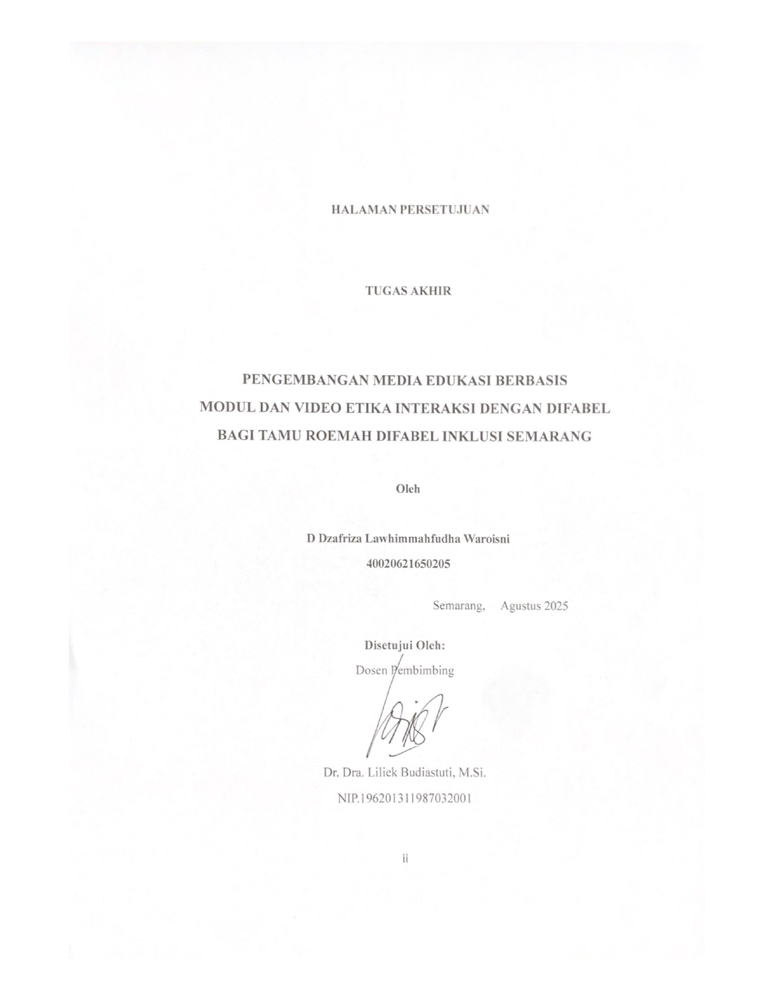 HALAMAN PERSETUJUAN
TUGAS AKHIR
PENGEMBANGAN MEDIA EDUKASI BERBASIS
MODUL DAN VIDEO ETIKA INTERAKSI DENGAN DIFABEL
BAGI TAMU ROEMAH DIFABEL INKLUSI SEMARANG
Oleh
D Dzafriza Lawhimmahfudha Waroisni
40020621650205
Semarang, Agustus 2025
Disetujui Oleh:
Dosen Pembimbing
Dr. Dra. Liliek Budiastuti, M.Si.
NIP.196201311987032001
ii